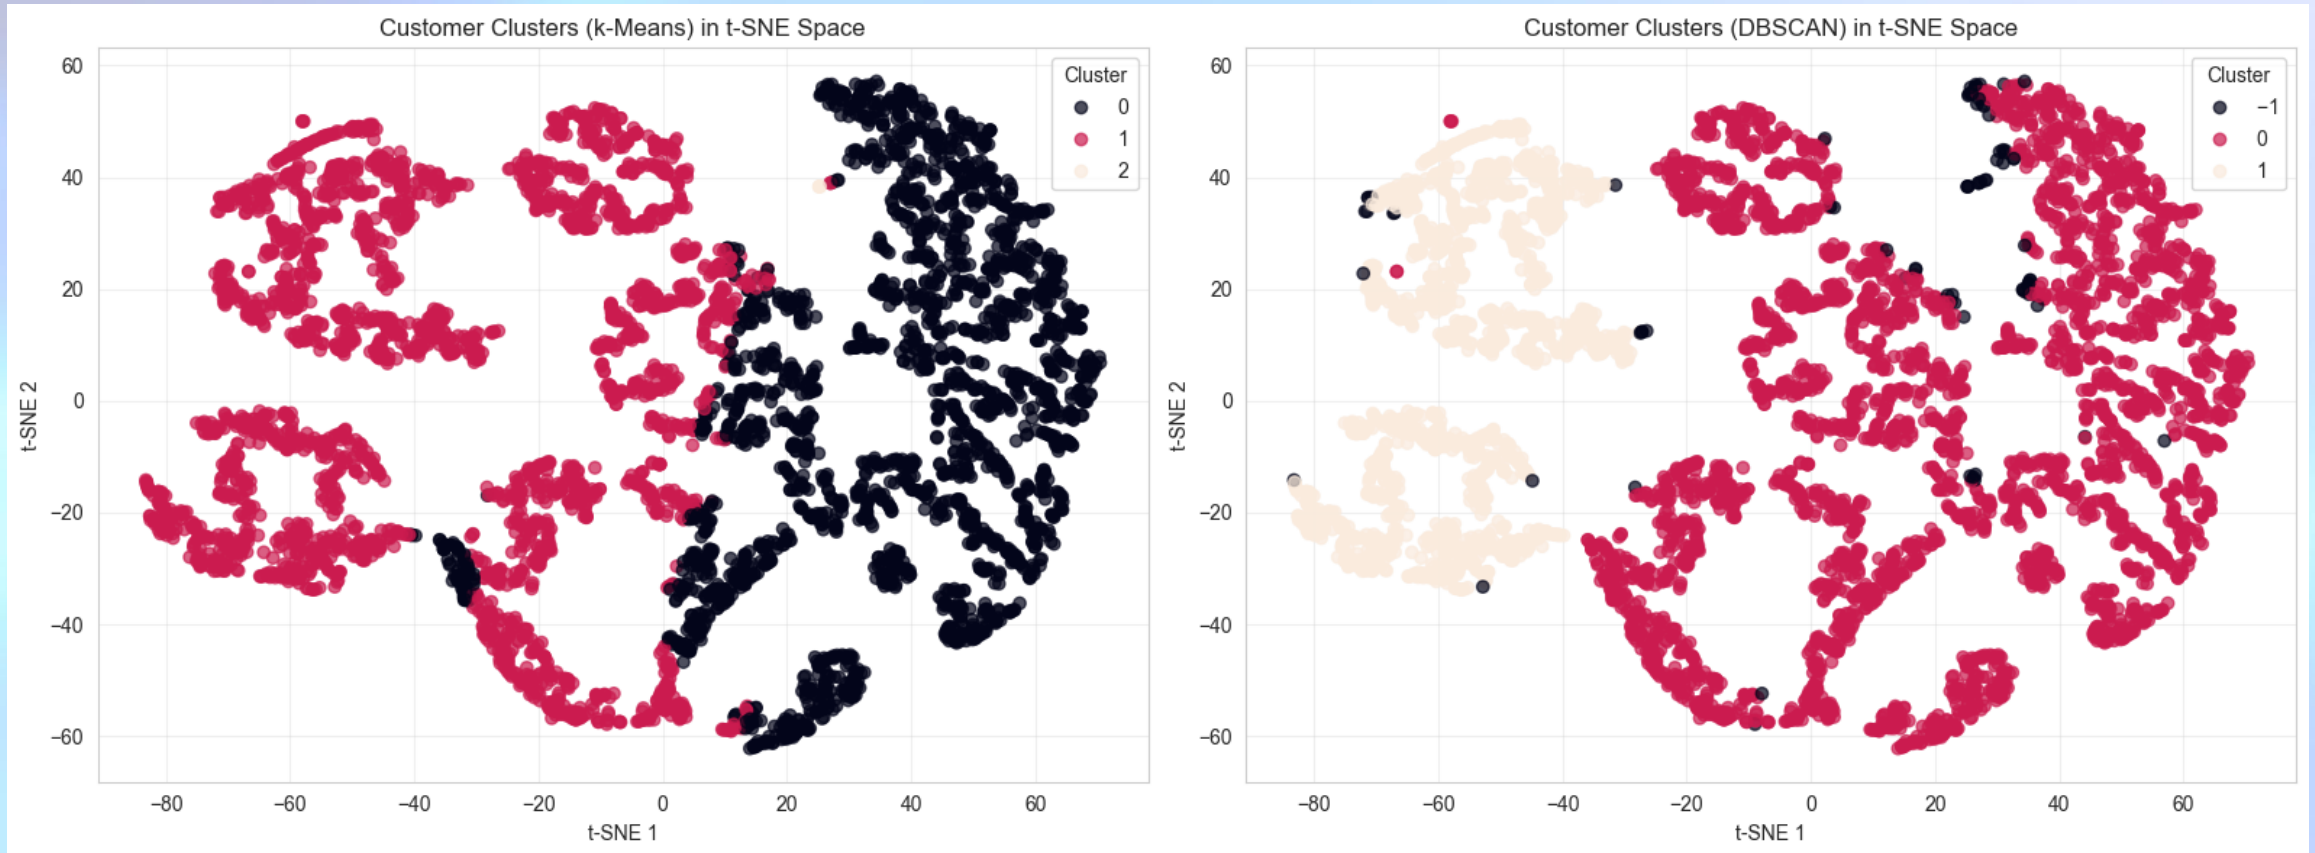 Customer Clusters (k-Means) in t-SNE Space
60
40
20
0
−20
−40
−60
t-SNE 2
−80 −60 −40 −20 0 20 40 60
t-SNE 1
Cluster
0
1
2
Customer Clusters (DBSCAN) in t-SNE Space
60
40
20
0
−20
−40
−60
t-SNE 2
−80 −60 −40 −20 0 20 40 60
t-SNE 1
Cluster
−1
0
1